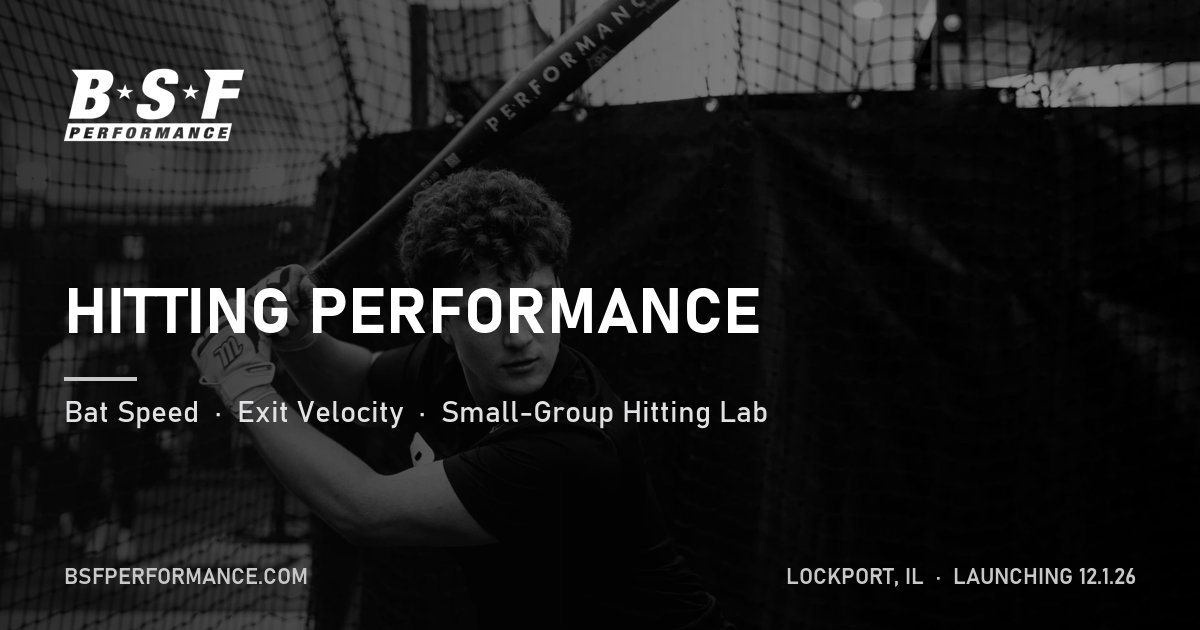 B★S★F
PERFORMANCE
PERFORMANCE
HITTING PERFORMANCE
Bat Speed · Exit Velocity · Small-Group Hitting Lab
BSFPERFORMANCE.COM
LOCKPORT, IL · LAUNCHING 12.1.26